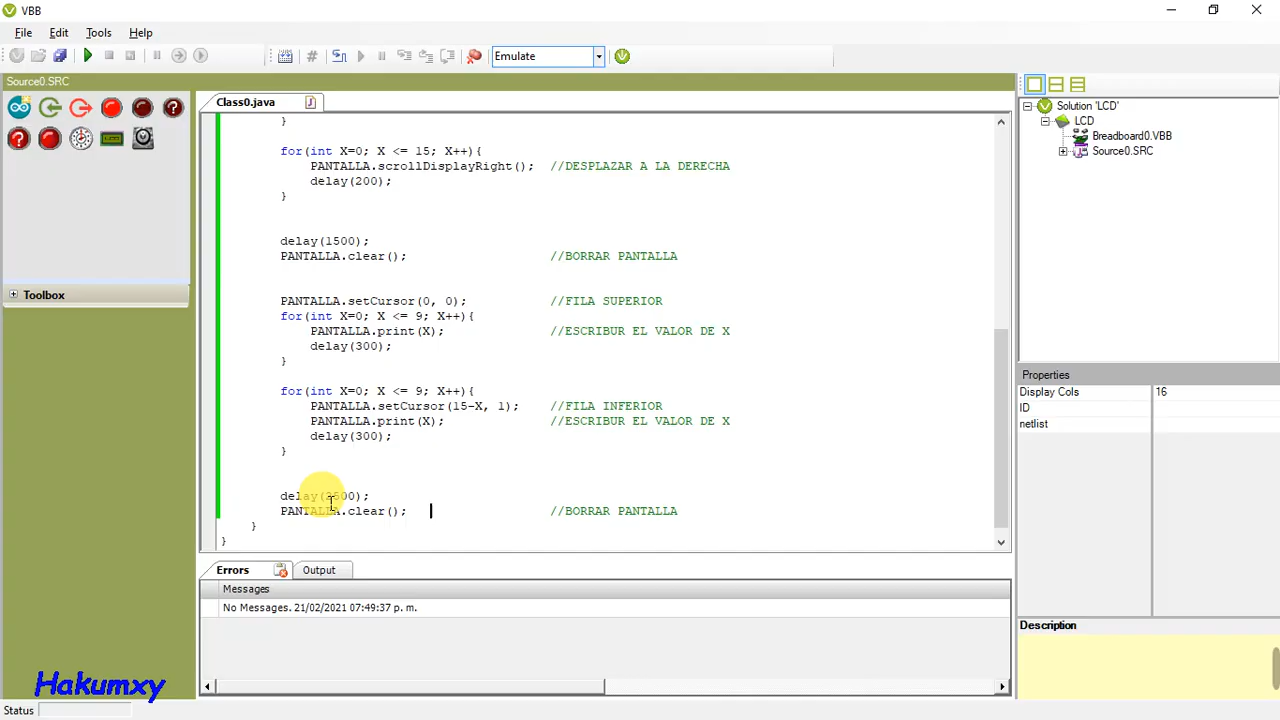 VBB
File Edit Tools Help
Emulate
Source0.SRC
Class0.java
Toolbox
}
for(int X=0; X <= 15; X++){
PANTALLA.scrollDisplayRight(); //DESPLAZAR A LA DERECHA
delay(200);
}
delay(1500);
PANTALLA.clear(); //BORRAR PANTALLA
PANTALLA.setCursor(0, 0); //FILA SUPERIOR
for(int X=0; X <= 9; X++){
PANTALLA.print(X); //ESCRIBUR EL VALOR DE X
delay(300);
}
for(int X=0; X <= 9; X++){
PANTALLA.setCursor(15-X, 1); //FILA INFERIOR
PANTALLA.print(X); //ESCRIBUR EL VALOR DE X
delay(300);
}
PANTALLA.clear(); //BORRAR PANTALLA
}
}
Solution 'LCD'
LCD
Breadboard0.VBB
Source0.SRC
Properties
Display Cols 16
ID
netlist
Description
Errors Output
Messages
No Messages. 21/02/2021 07:49:37 p. m.
Hakumxy
Status